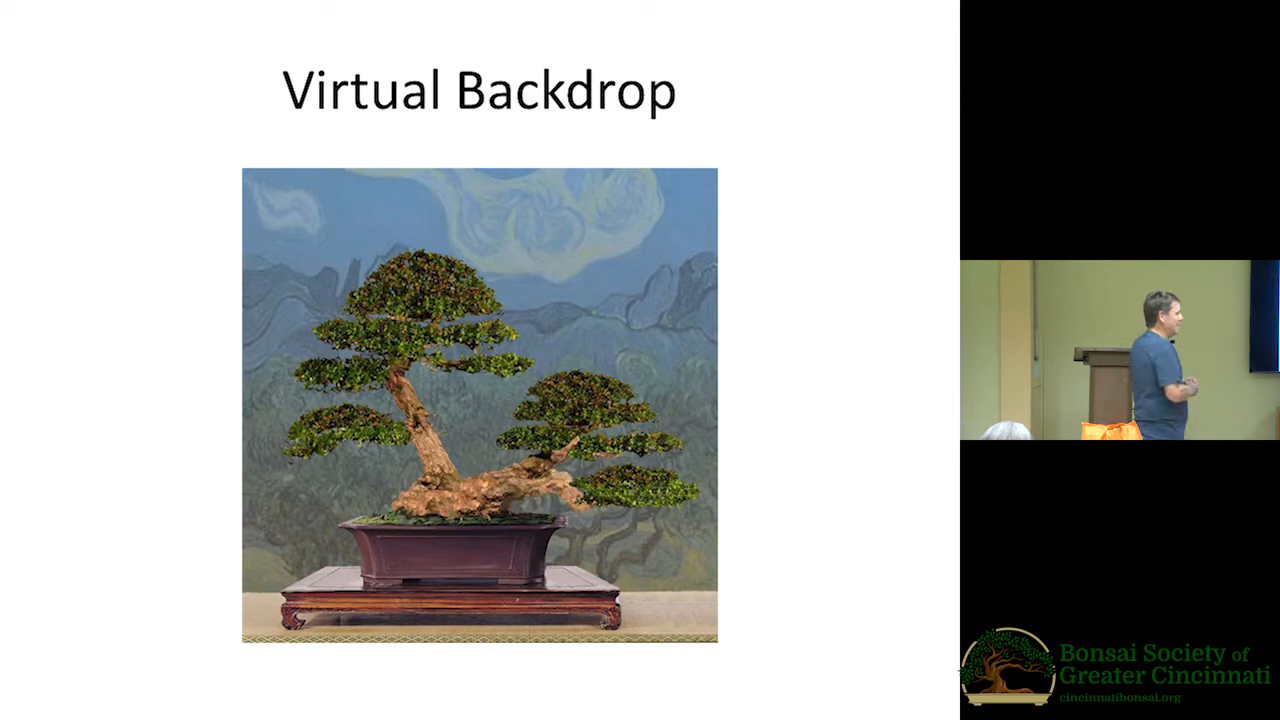 Virtual Backdrop
Bonsai Society of
Greater Cincinnati
cincinnatibonsai.org